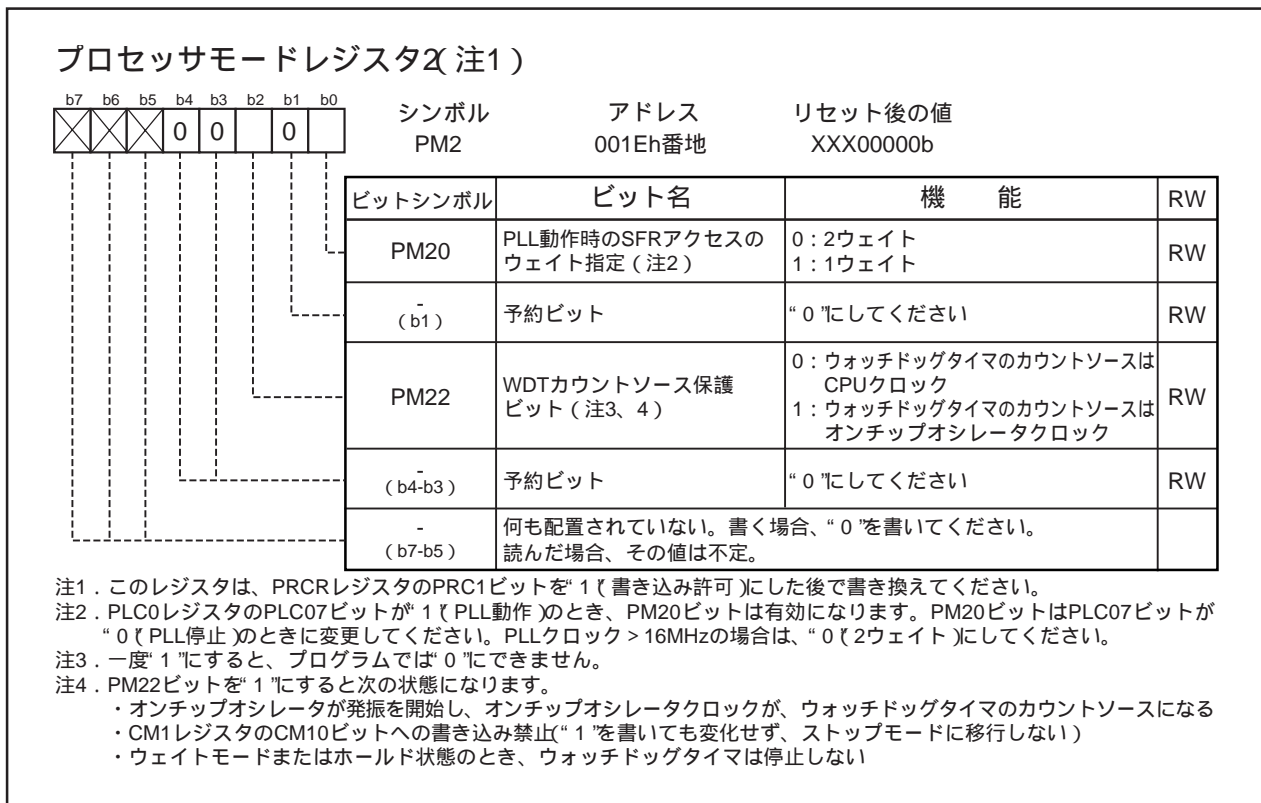 プロセッサモードレジスタ2(注1)
b7 b6 b5 b4 b3 b2 b1 b0
0 0 0
シンボル アドレス リセット後の値
PM2 001Eh番地 XXX00000b
ビットシンボル ビット名 機 能 RW
PM20 PLL動作時のSFRアクセスの 0:2ウェイト RW
ウェイト指定(注2) 1:1ウェイト
-
(b1) 予約ビット “0”にしてください RW
PM22 WDTカウントソース保護 0:ウォッチドッグタイマのカウントソースは RW
ビット(注3、4) CPUクロック
1:ウォッチドッグタイマのカウントソースは
オンチップオシレータクロック
-
(b4-b3) 予約ビット “0”にしてください RW
- 何も配置されていない。書く場合、“0”を書いてください。
(b7-b5) 読んだ場合、その値は不定。
注1.このレジスタは、PRCRレジスタのPRC1ビットを“1”(書き込み許可)にした後で書き換えてください。
注2.PLC0レジスタのPLC07ビットが“1”(PLL動作)のとき、PM20ビットは有効になります。PM20ビットはPLC07ビットが
“0”(PLL停止)のときに変更してください。PLLクロック>16MHzの場合は、“0”(2ウェイト)にしてください。
注3.一度“1”にすると、プログラムでは“0”にできません。
注4.PM22ビットを“1”にすると次の状態になります。
・オンチップオシレータが発振を開始し、オンチップオシレータクロックが、ウォッチドッグタイマのカウントソースになる
・CM1レジスタのCM10ビットへの書き込み禁止(“1”を書いても変化せず、ストップモードに移行しない)
・ウェイトモードまたはホールド状態のとき、ウォッチドッグタイマは停止しない